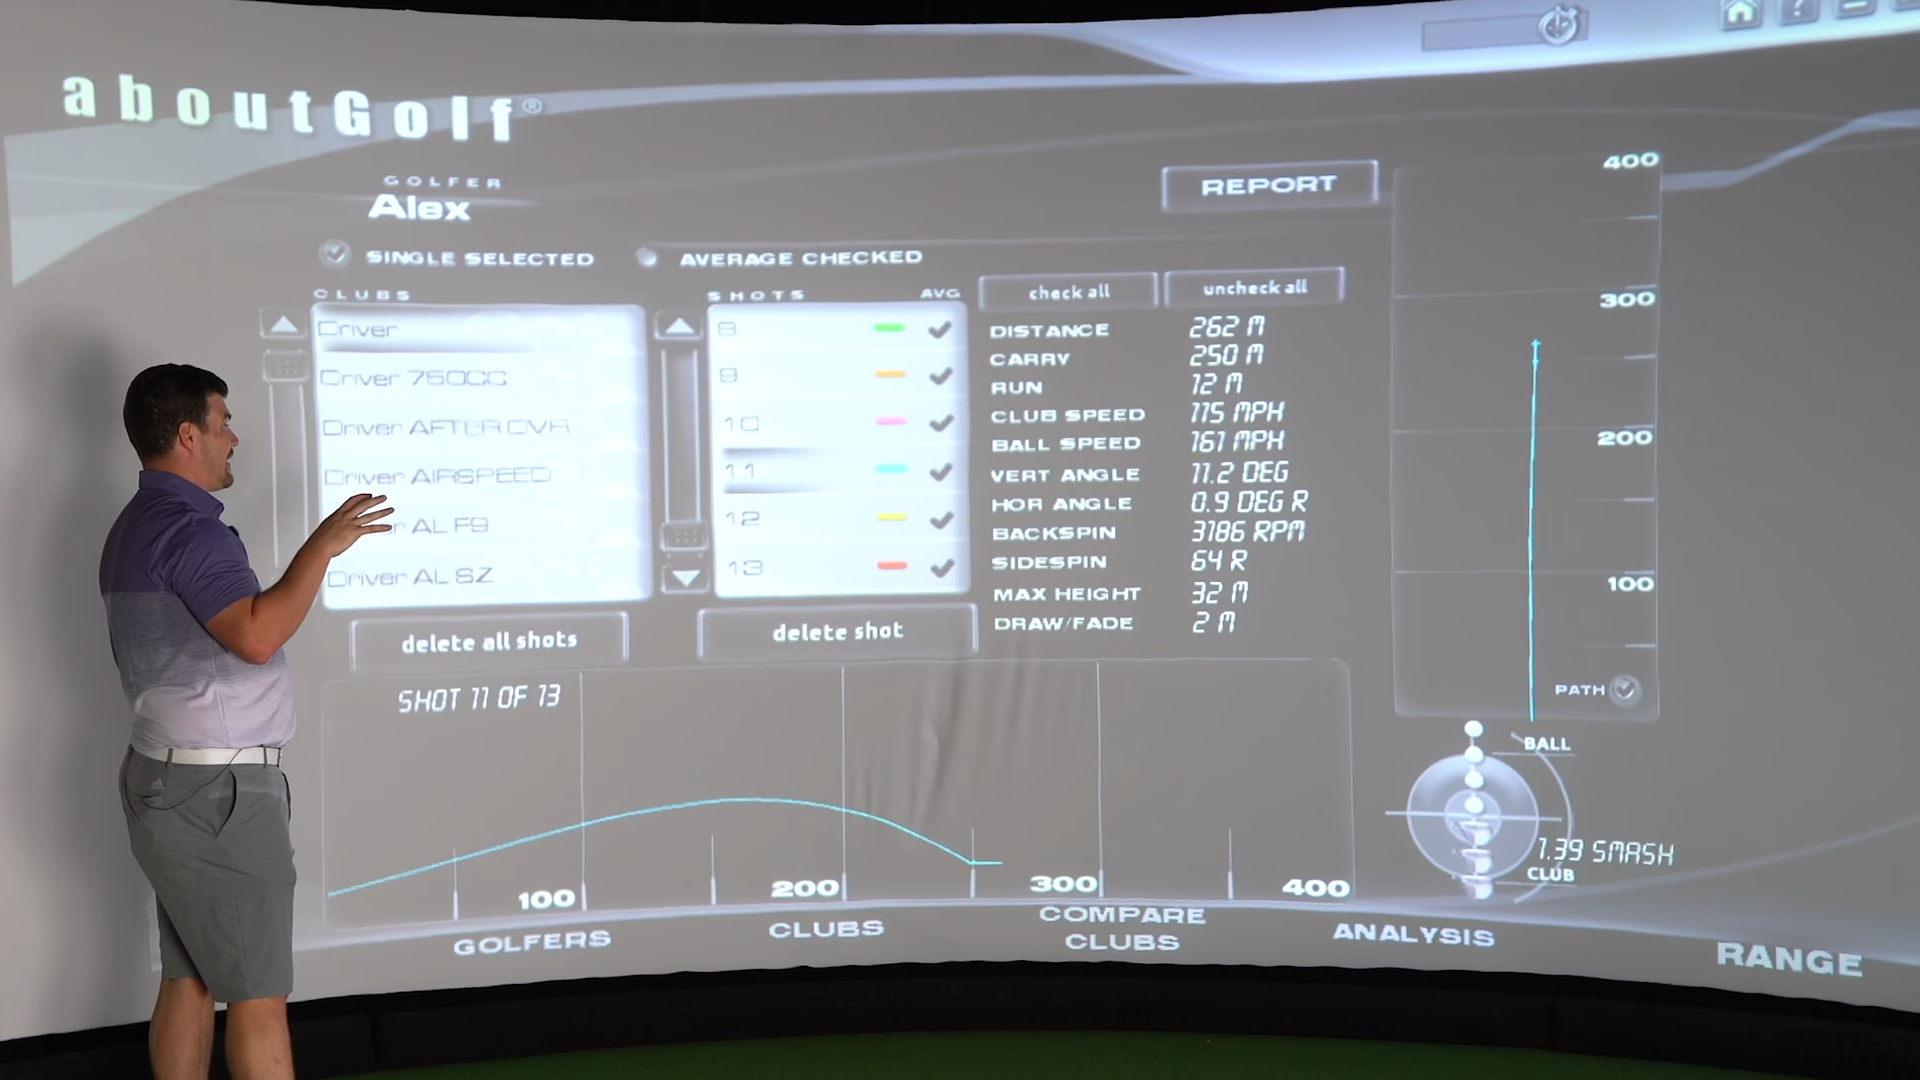 aboutGolf®
GOLFER
Alex
REPORT
SINGLE SELECTED
AVERAGE CHECKED
CLUBS
Driver
Driver 750CC
Driver AFTER OVR
Driver AIRSPEED
er AL F9
Driver AL SZ
delete all shots
SHOTS AVG
8
9
10
11
12
13
delete shot
check all
uncheck all
DISTANCE 262 M
CARRY 250 M
RUN 12 M
CLUB SPEED 115 MPH
BALL SPEED 161 MPH
VERT ANGLE 11.2 DEG
HOR ANGLE 0.9 DEG R
BACKSPIN 3186 RPM
SIDESPIN 64 R
MAX HEIGHT 32 M
DRAW/FADE 2 M
400
300
200
100
PATH
SHOT 11 OF 13
100 200 300 400
BALL
1.39 SMASH
CLUB
GOLFERS
CLUBS
COMPARE
CLUBS
ANALYSIS
RANGE
?